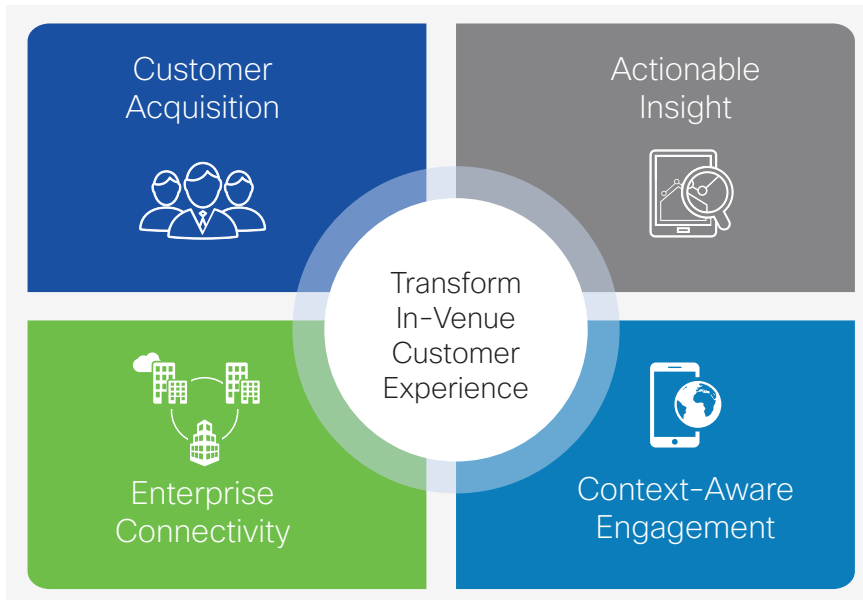 Customer
Acquisition
Actionable
Insight
Transform
In-Venue
Customer
Experience
Enterprise
Connectivity
Context-Aware
Engagement